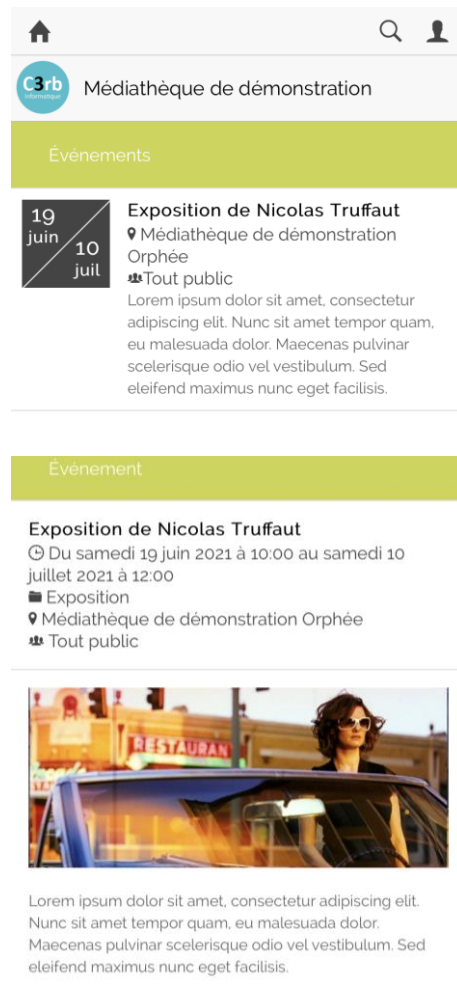 C3rb
informatique
Médiathèque de démonstration
Événements
19
juin
10
juil
Exposition de Nicolas Truffaut
Médiathèque de démonstration
Orphée
Tout public
Lorem ipsum dolor sit amet, consectetur
adipiscing elit. Nunc sit amet tempor quam,
eu malesuada dolor. Maecenas pulvinar
scelerisque odio vel vestibulum. Sed
eleifend maximus nunc eget facilisis.
Événement
Exposition de Nicolas Truffaut
Du samedi 19 juin 2021 à 10:00 au samedi 10
juillet 2021 à 12:00
Exposition
Médiathèque de démonstration Orphée
Tout public
RESTAURAN
Lorem ipsum dolor sit amet, consectetur adipiscing elit.
Nunc sit amet tempor quam, eu malesuada dolor.
Maecenas pulvinar scelerisque odio vel vestibulum. Sed
eleifend maximus nunc eget facilisis.